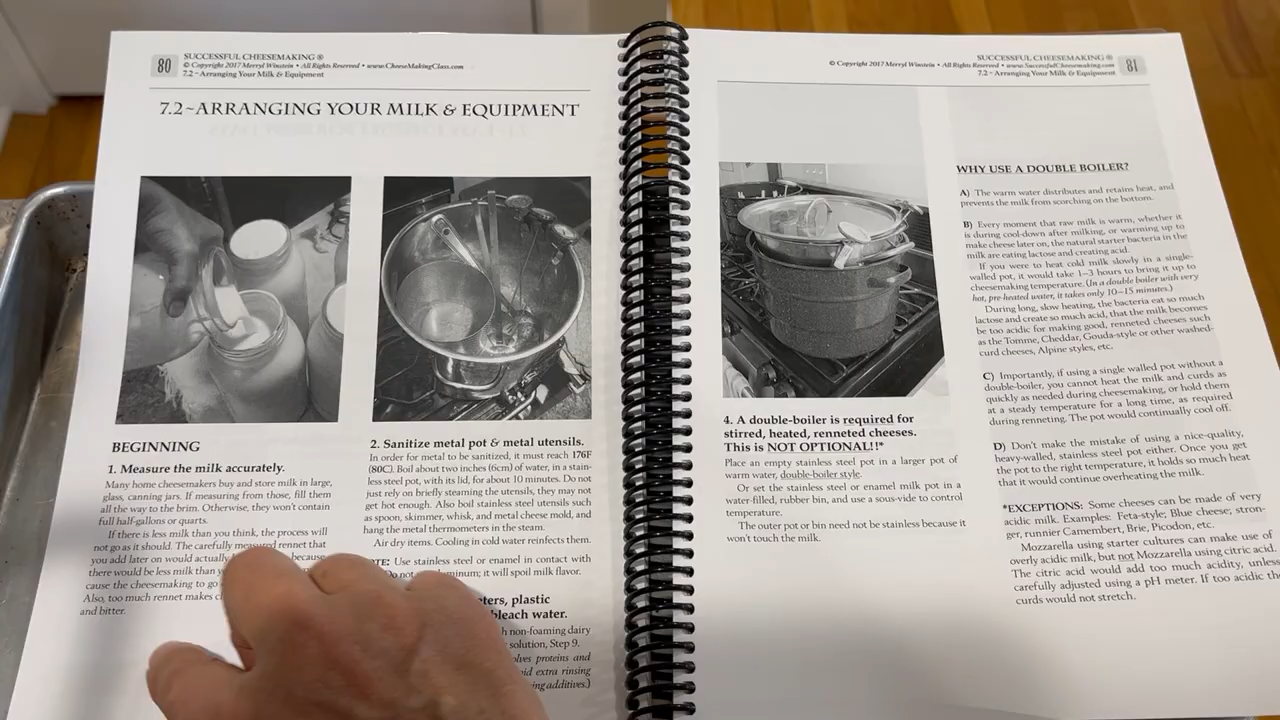 80
SUCCESSFUL CHEESEMAKING ®
© Copyright 2017 Merryl Winstein • All Rights Reserved • www.CheeseMakingClass.com
7.2 ~ Arranging Your Milk & Equipment
7.2~ARRANGING YOUR MILK & EQUIPMENT
BEGINNING
1. Measure the milk accurately.
Many home cheesemakers buy and store milk in large,
glass, canning jars. If measuring from those, fill them
all the way to the brim. Otherwise, they won't contain
full half-gallons or quarts.
If there is less milk than you think, the process will
not go as it should. The carefully measured rennet that
you add later on would actually because
there would be less milk than
cause the cheesemaking to go
Also, too much rennet makes
and bitter.
2. Sanitize metal pot & metal utensils.
In order for metal to be sanitized, it must reach 176F
(80C). Boil about two inches (6cm) of water, in a stain-
less steel pot, with its lid, for about 10 minutes. Do not
just rely on briefly steaming the utensils, they may not
get hot enough. Also boil stainless steel utensils such
as spoon, skimmer, whisk, and metal cheese mold, and
hang the metal thermometers in the steam.
Air dry items. Cooling in cold water reinfects them.
Use stainless steel or enamel in contact with
it will spoil milk flavor.
plastic
bleach water.
non-foaming dairy
solution, Step 9.
proteins and
extra rinsing
additives.)
SUCCESSFUL CHEESEMAKING ®
© Copyright 2017 Merryl Winstein • All Rights Reserved • www.SuccessfulCheesemaking.com
7.2 ~ Arranging Your Milk & Equipment
81
4. A double-boiler is required for
stirred, heated, renneted cheeses.
This is NOT OPTIONAL!!*
Place an empty stainless steel pot in a larger pot of
warm water, double-boiler style.
Or set the stainless steel or enamel milk pot in a
water-filled, rubber bin, and use a sous-vide to control
temperature.
The outer pot or bin need not be stainless because it
won't touch the milk.
WHY USE A DOUBLE BOILER?
A) The warm water distributes and retains heat, and
prevents the milk from scorching on the bottom.
B) Every moment that raw milk is warm, whether it
is during cool-down after milking, or warming up to
make cheese later on, the natural starter bacteria in the
milk are eating lactose and creating acid.
If you were to heat cold milk slowly in a single-
walled pot, it would take 1–3 hours to bring it up to
cheesemaking temperature. (In a double boiler with very
hot, pre-heated water, it takes only 10–15 minutes.)
During long, slow heating, the bacteria eat so much
lactose and create so much acid, that the milk becomes
be too acidic for making good, renneted cheeses such
as the Tomme, Cheddar, Gouda-style or other washed-
curd cheeses, Alpine styles, etc.
C) Importantly, if using a single walled pot without a
double-boiler, you cannot heat the milk and curds as
quickly as needed during cheesemaking, or hold them
at a steady temperature for a long time, as required
during renneting. The pot would continually cool off.
D) Don't make the mistake of using a nice-quality,
heavy-walled, stainless steel pot either. Once you get
the pot to the right temperature, it holds so much heat
that it would continue overheating the milk.
*EXCEPTIONS: Some cheeses can be made of very
acidic milk. Examples: Feta-style; Blue cheese; stron-
ger, runnier Camembert, Brie, Picodon, etc.
Mozzarella using starter cultures can make use of
overly acidic milk, but not Mozzarella using citric acid.
The citric acid would add too much acidity, unless
carefully adjusted using a pH meter. If too acidic the
curds would not stretch.